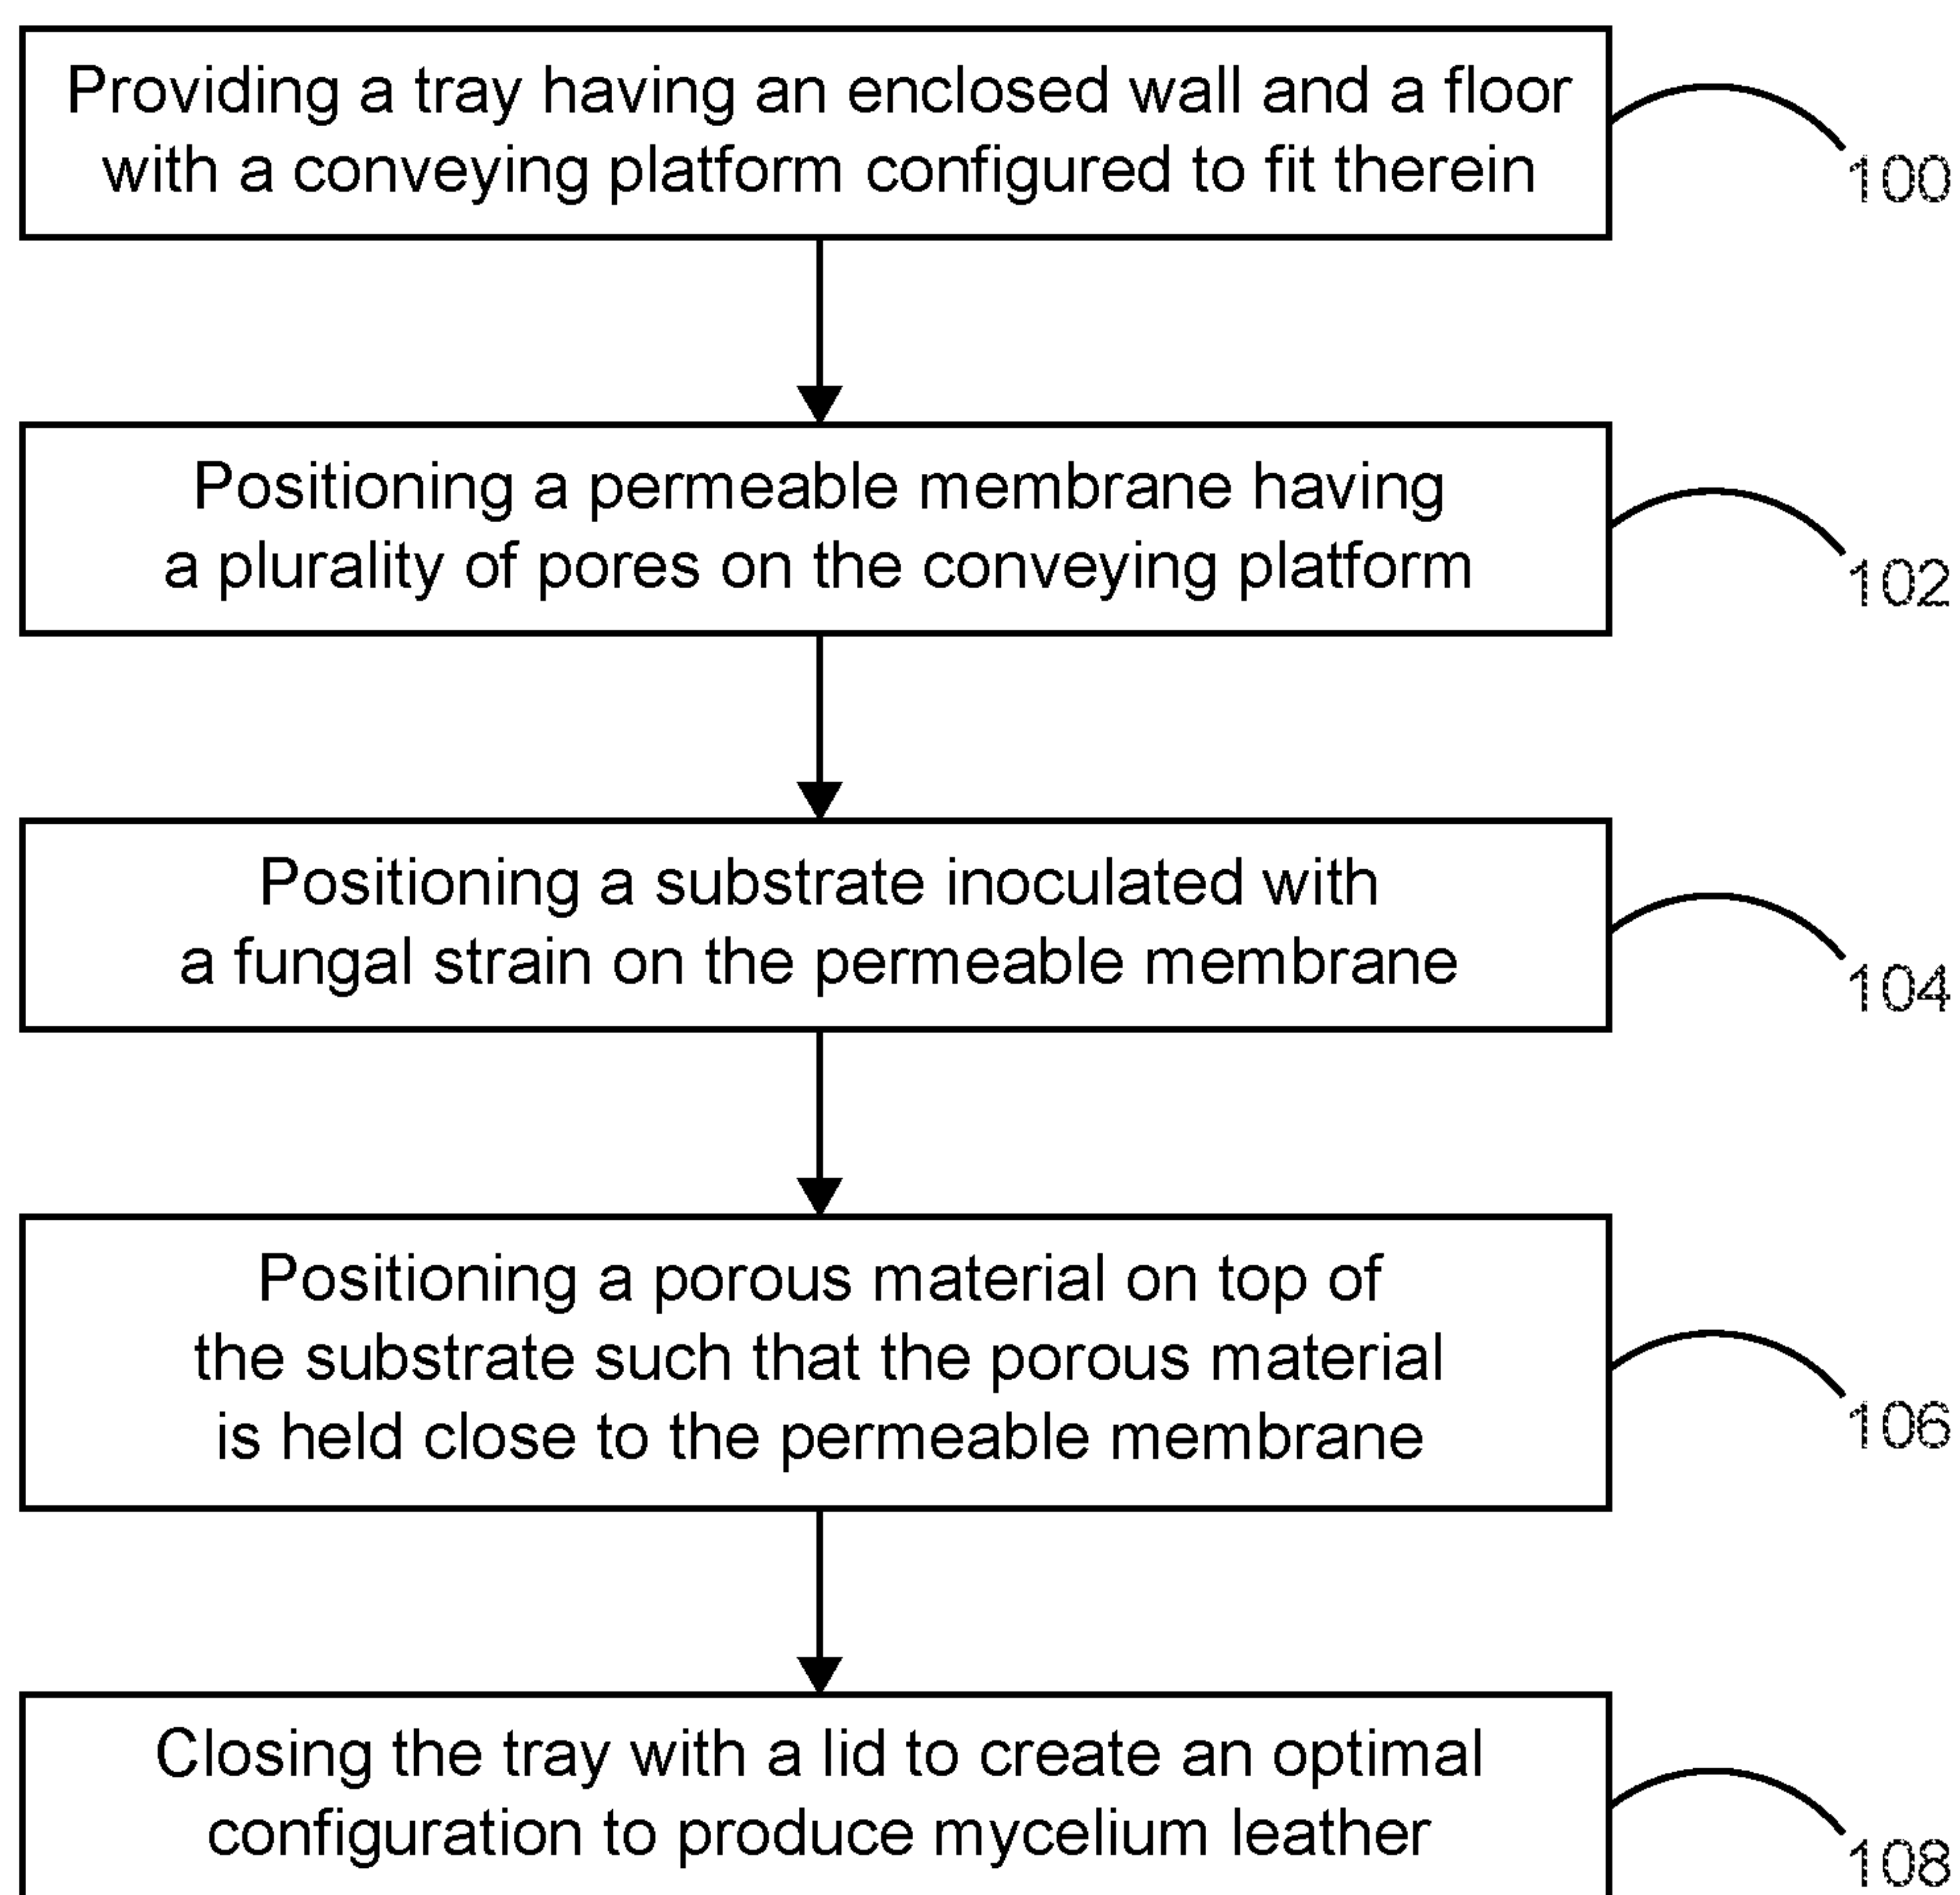 Providing a tray having an enclosed wall and a floor
with a conveying platform configured to fit therein
100
Positioning a permeable membrane having
a plurality of pores on the conveying platform
102
Positioning a substrate inoculated with
a fungal strain on the permeable membrane
104
Positioning a porous material on top of
the substrate such that the porous material
is held close to the permeable membrane
106
Closing the tray with a lid to create an optimal
configuration to produce mycelium leather
108